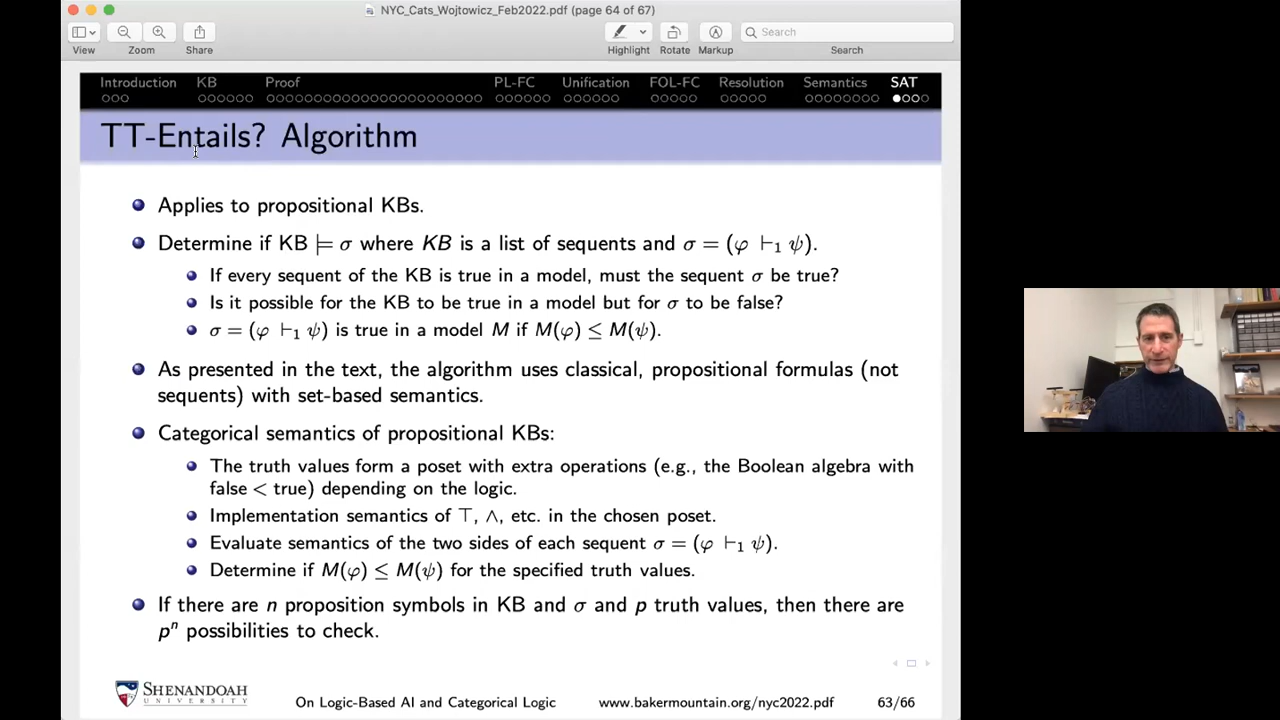 NYC_Cats_Wojtowicz_Feb2022.pdf (page 64 of 67)
View Zoom Share Highlight Rotate Markup Search
Search
Introduction KB Proof PL-FC Unification FOL-FC Resolution Semantics SAT
TT-Entails? Algorithm
Applies to propositional KBs.
Determine if KB ⊨ σ where KB is a list of sequents and σ = (φ ⊢₁ ψ).
If every sequent of the KB is true in a model, must the sequent σ be true?
Is it possible for the KB to be true in a model but for σ to be false?
σ = (φ ⊢₁ ψ) is true in a model M if M(φ) ≤ M(ψ).
As presented in the text, the algorithm uses classical, propositional formulas (not
sequents) with set-based semantics.
Categorical semantics of propositional KBs:
The truth values form a poset with extra operations (e.g., the Boolean algebra with
false < true) depending on the logic.
Implementation semantics of ⊤, ∧, etc. in the chosen poset.
Evaluate semantics of the two sides of each sequent σ = (φ ⊢₁ ψ).
Determine if M(φ) ≤ M(ψ) for the specified truth values.
If there are n proposition symbols in KB and σ and p truth values, then there are
pⁿ possibilities to check.
SHENANDOAH
UNIVERSITY
On Logic-Based AI and Categorical Logic www.bakermountain.org/nyc2022.pdf 63/66